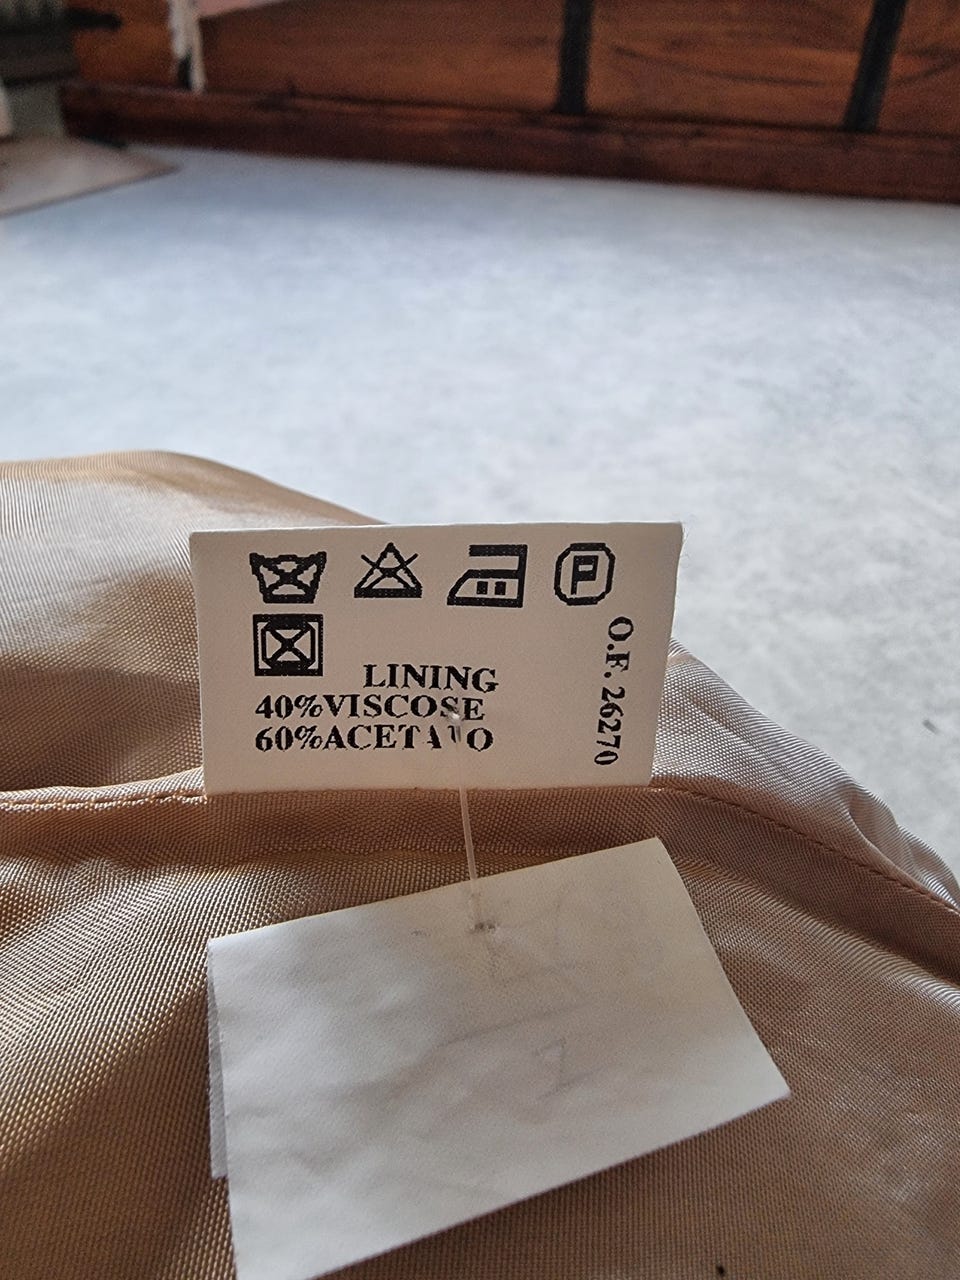 P
LINING
40%VISCOSE
60%ACETATO
O.F. 26270